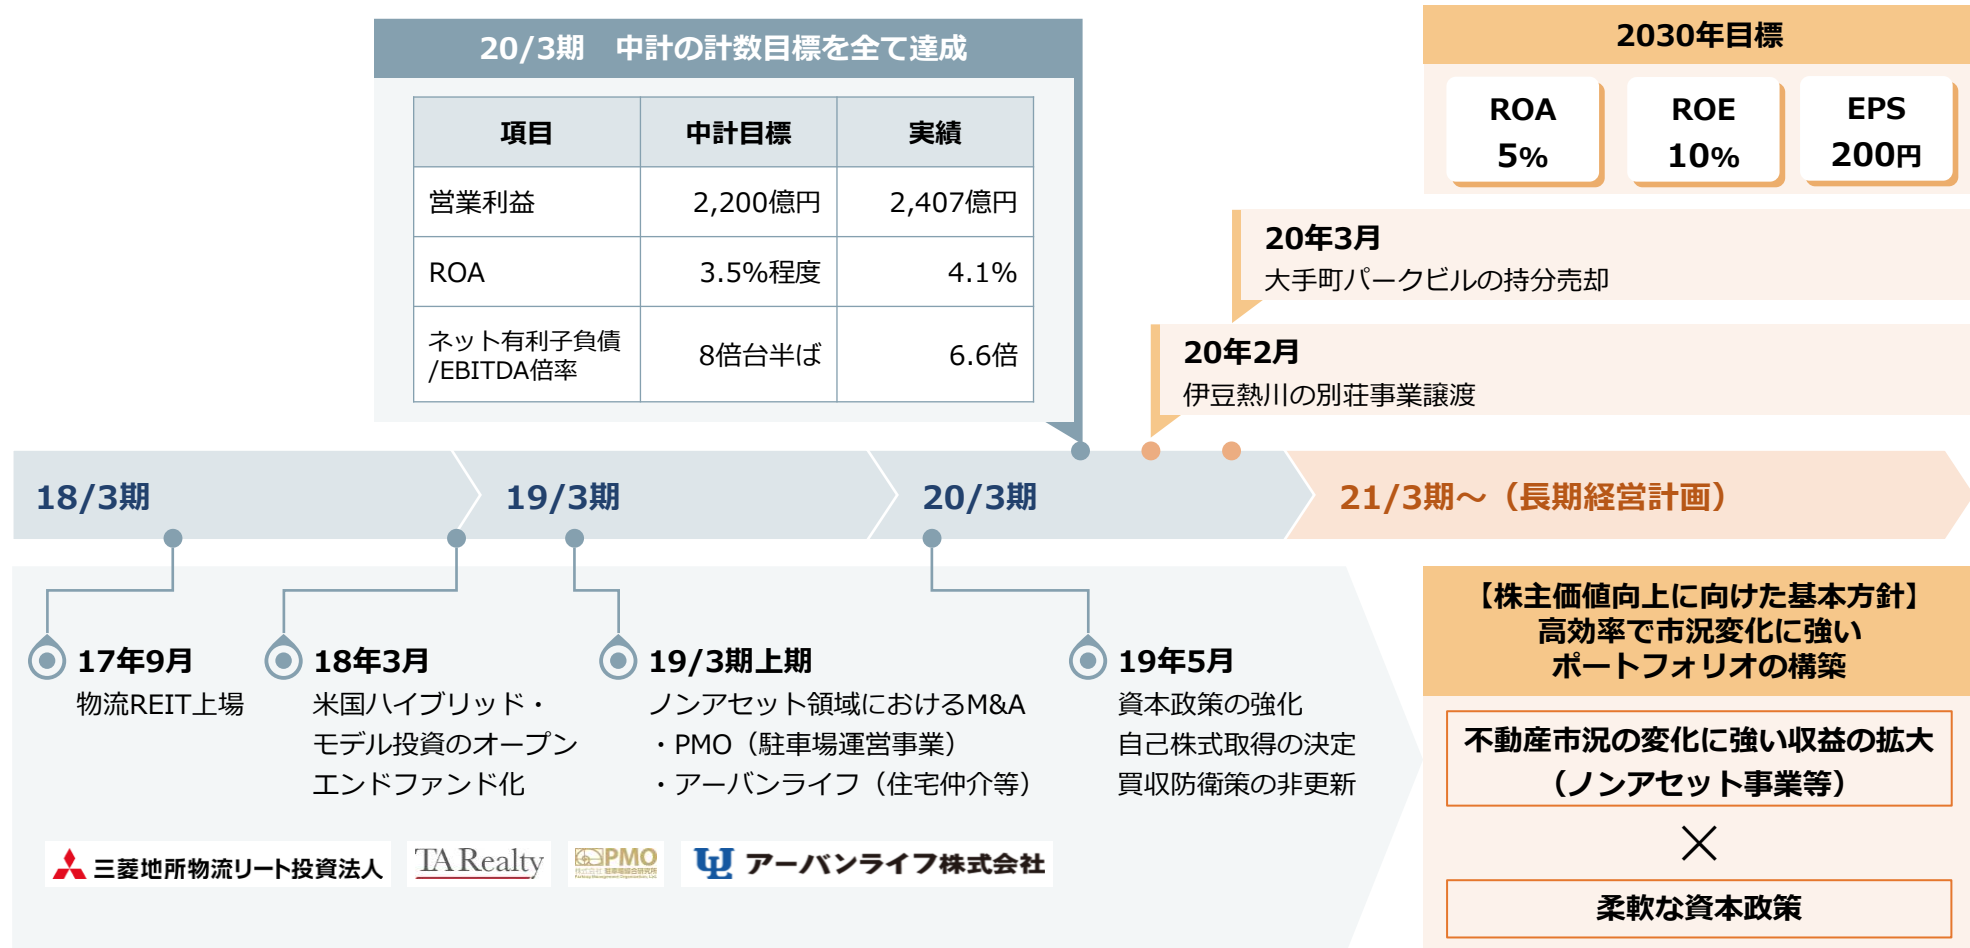 20/3期 中計の計数目標を全て達成
項目 中計目標 実績
営業利益 2,200億円 2,407億円
ROA 3.5%程度 4.1%
ネット有利子負債
/EBITDA倍率 8倍台半ば 6.6倍
2030年目標
ROA ROE EPS
5% 10% 200円
20年3月
大手町パークビルの持分売却
20年2月
伊豆熱川の別荘事業譲渡
18/3期 19/3期 20/3期 21/3期～（長期経営計画）
17年9月
物流REIT上場
18年3月
米国ハイブリッド・
モデル投資のオープン
エンドファンド化
19/3期上期
ノンアセット領域におけるM&A
・PMO（駐車場運営事業）
・アーバンライフ（住宅仲介等）
19年5月
資本政策の強化
自己株式取得の決定
買収防衛策の非更新
三菱地所物流リート投資法人
TA Realty
PMO
株式会社 駐車場綜合研究所
Parking Management Organization, Ltd.
アーバンライフ株式会社
【株主価値向上に向けた基本方針】
高効率で市況変化に強い
ポートフォリオの構築
不動産市況の変化に強い収益の拡大
（ノンアセット事業等）
×
柔軟な資本政策